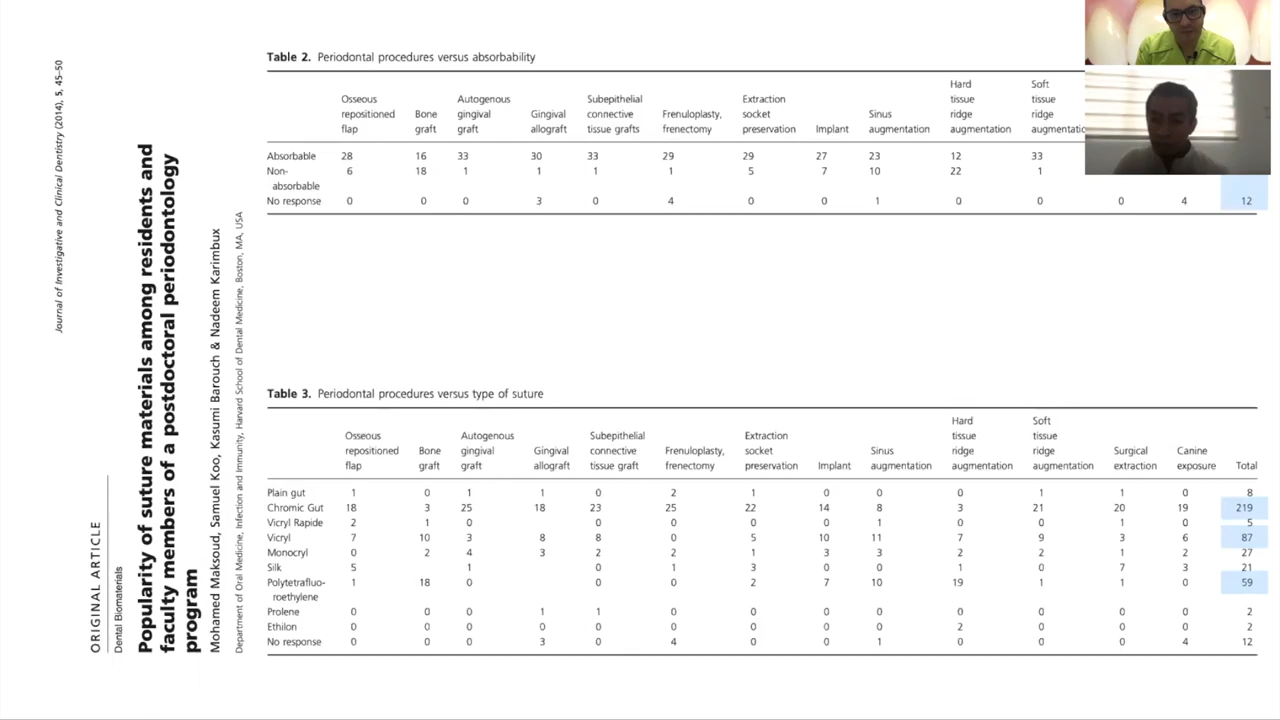 Journal of Investigative and Clinical Dentistry (2014), 5, 45–50
ORIGINAL ARTICLE
Dental Biomaterials
Popularity of suture materials among residents and
faculty members of a postdoctoral periodontology
program
Mohamed Maksoud, Samuel Koo, Kasumi Barouch & Nadeem Karimbux
Department of Oral Medicine, Infection and Immunity, Harvard School of Dental Medicine, Boston, MA, USA
Table 2. Periodontal procedures versus absorbability
Hard Soft
Osseous Autogenous Subepithelial Extraction tissue tissue
repositioned Bone gingival Gingival connective Frenuloplasty, socket Sinus ridge ridge
flap graft graft allograft tissue grafts frenectomy preservation Implant augmentation augmentation augmentatio
Absorbable 28 16 33 30 33 29 29 27 23 12 33
Non- 6 18 1 1 1 1 5 7 10 22 1
absorbable
No response 0 0 0 3 0 4 0 0 1 0 0 0 4 12
Table 3. Periodontal procedures versus type of suture
Hard Soft
Osseous Autogenous Subepithelial Extraction tissue tissue
repositioned Bone gingival Gingival connective Frenuloplasty, socket Sinus ridge ridge Surgical Canine
flap graft graft allograft tissue graft frenectomy preservation Implant augmentation augmentation augmentation extraction exposure Total
Plain gut 1 0 1 1 0 2 1 0 0 0 1 1 0 8
Chromic Gut 18 3 25 18 23 25 22 14 8 3 21 20 19 219
Vicryl Rapide 2 1 0 0 0 0 0 0 1 0 0 1 0 5
Vicryl 7 10 3 8 8 0 5 10 11 7 9 3 6 87
Monocryl 0 2 4 3 2 2 1 3 3 2 2 1 2 27
Silk 5 1 0 1 3 0 0 1 0 7 3 21
Polytetrafluo- 1 18 0 0 0 2 7 10 19 1 1 0 59
roethylene
Prolene 0 0 0 1 1 0 0 0 0 0 0 0 0 2
Ethilon 0 0 0 0 0 0 0 0 0 2 0 0 0 2
No response 0 0 0 3 0 4 0 0 1 0 0 0 4 12